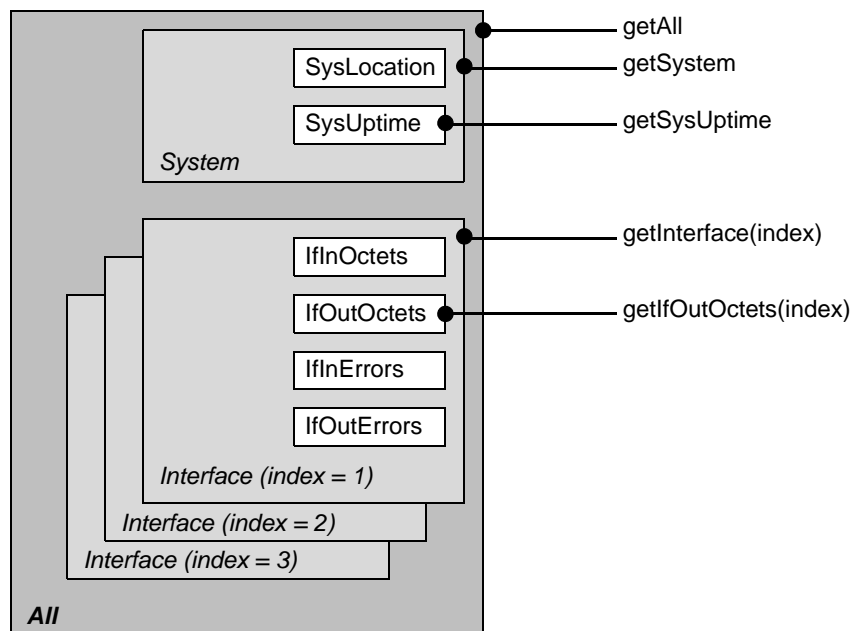 getAll
SysLocation
getSystem
SysUptime
getSysUptime
System
getInterface(index)
IfInOctets
IfOutOctets
getIfOutOctets(index)
IfInErrors
IfOutErrors
Interface (index = 1)
Interface (index = 2)
Interface (index = 3)
All